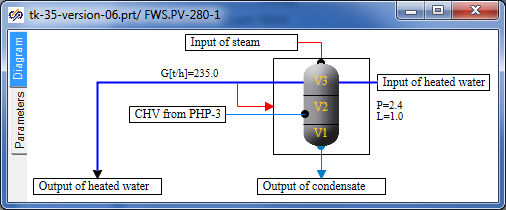 tk-35-version-06.prt/ FWS.PV-280-1
Diagram
Parameters
Input of steam
G[t/h]=235.0
V3
Input of heated water
V2
P=2.4
L=1.0
CHV from PHP-3
V1
Output of heated water
Output of condensate